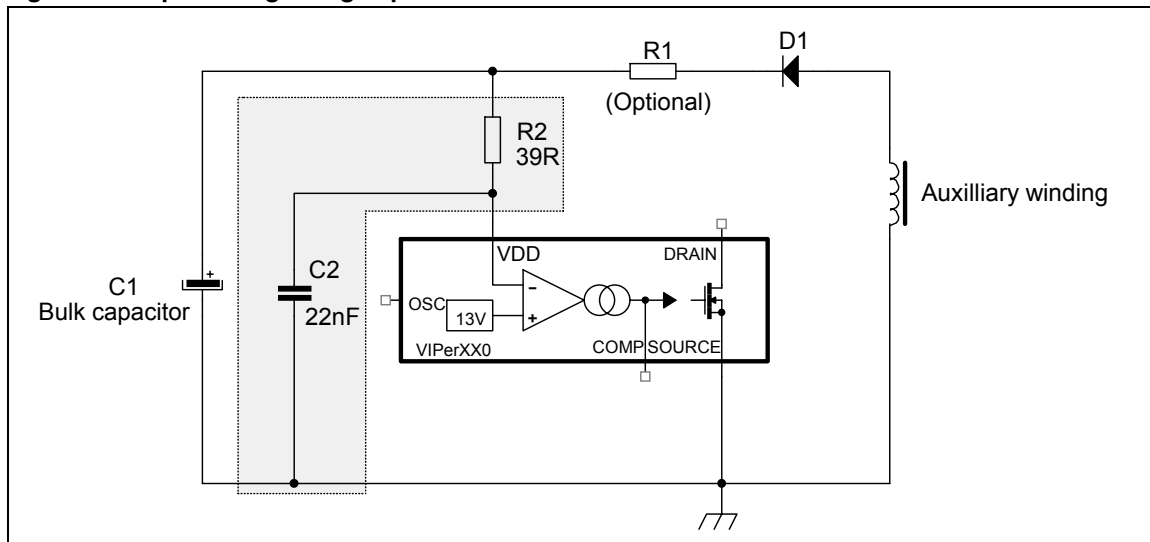 R1
D1
(Optional)
R2
39R
Auxilliary winding
VDD
DRAIN
C1
Bulk capacitor
C2
22nF
OSC
13V
-
+
VIPerXX0
COMP
SOURCE
+